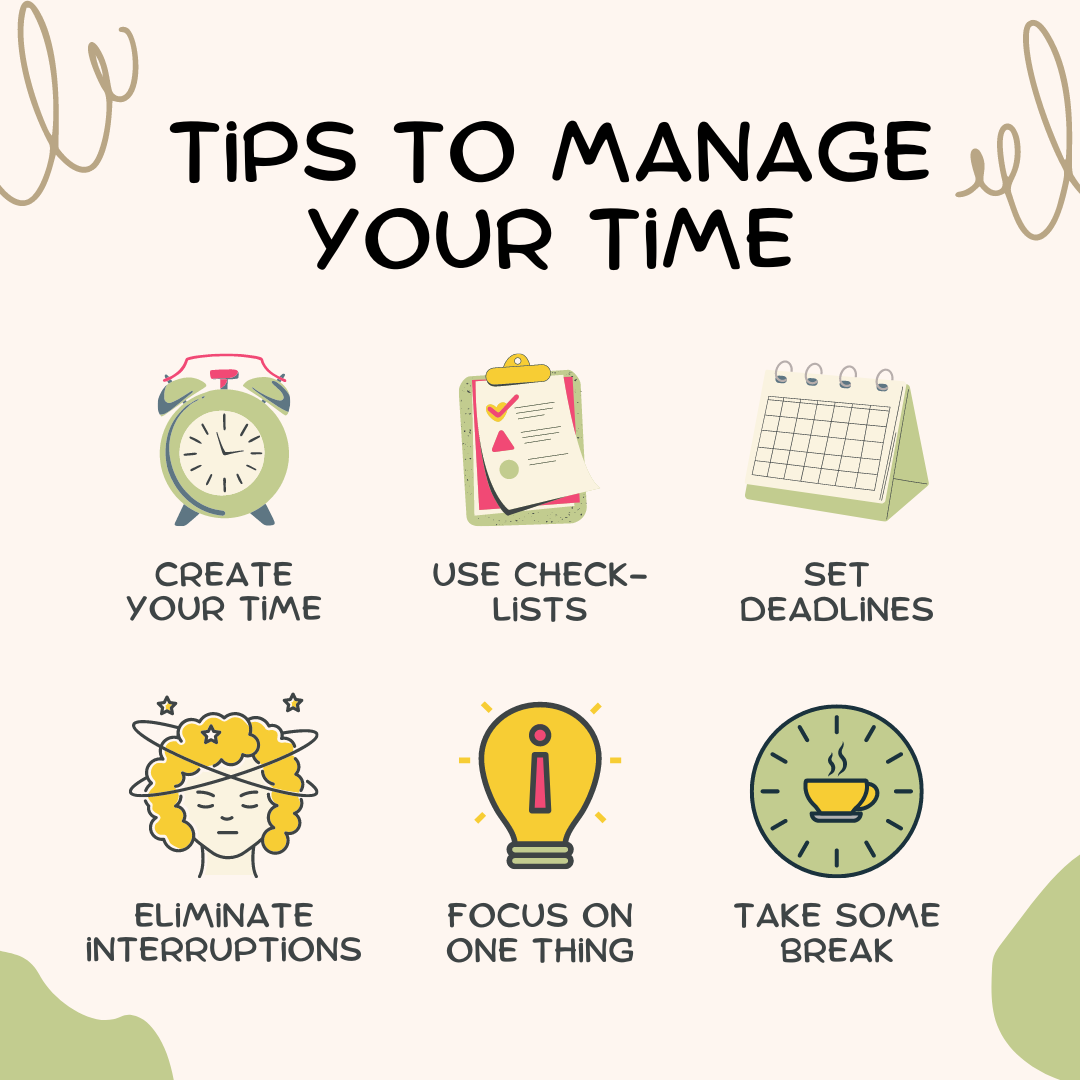 TIPS TO MANAGE
YOUR TIME
CREATE
YOUR TIME
USE CHECK-
LISTS
SET
DEADLINES
ELIMINATE
INTERRUPTIONS
FOCUS ON
ONE THING
TAKE SOME
BREAK